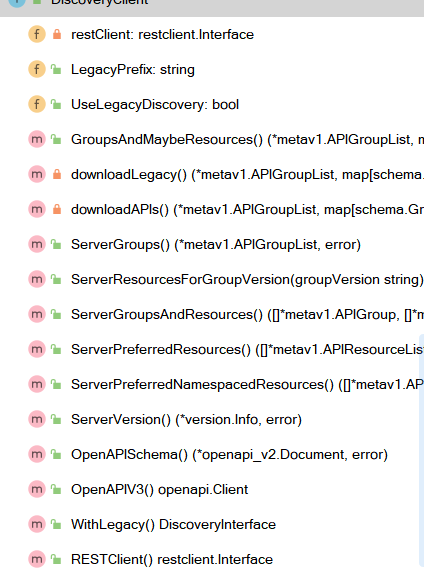 DiscoveryClient
restClient: restclient.Interface
LegacyPrefix: string
UseLegacyDiscovery: bool
GroupsAndMaybeResources() (*metav1.APIGroupList, m
downloadLegacy() (*metav1.APIGroupList, map[schema.
downloadAPIs() (*metav1.APIGroupList, map[schema.Gr
ServerGroups() (*metav1.APIGroupList, error)
ServerResourcesForGroupVersion(groupVersion string)
ServerGroupsAndResources() ([]*metav1.APIGroup, []*m
ServerPreferredResources() ([]*metav1.APIResourceLis
ServerPreferredNamespacedResources() ([]*metav1.AP
ServerVersion() (*version.Info, error)
OpenAPISchema() (*openapi_v2.Document, error)
OpenAPIV3() openapi.Client
WithLegacy() DiscoveryInterface
RESTClient() restclient.Interface